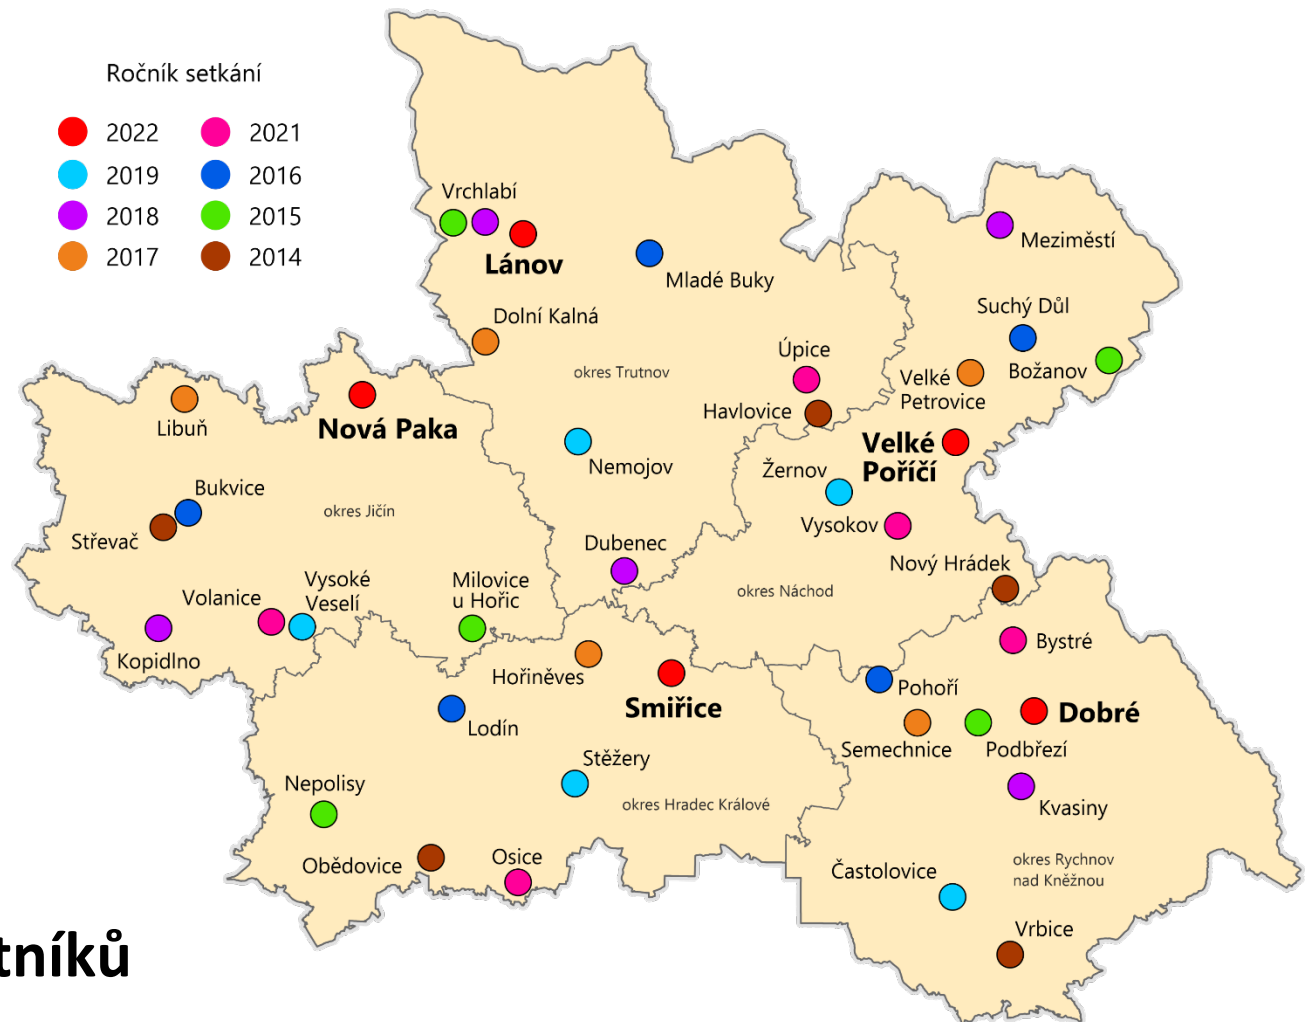 Ročník setkání
2022
2021
2019
2016
2018
2015
2017
2014
Vrchlabí
Lánov
Mladé Buky
Meziměstí
Dolní Kalná
Suchý Důl
okres Trutnov
Úpice
Božanov
Velké
Petrovice
Havlovice
Libuň
Nová Paka
Velké
Poříčí
Nemojov
Žernov
Bukvice
okres Jičín
Střevač
Vysokov
Dubenec
Nový Hrádek
okres Náchod
Vysoké
Veselí
Milovice
u Hořic
Volanice
Kopidlno
Bystré
Hořiněves
Pohoří
Smiřice
Dobré
Lodín
Semechnice
Podbřezí
Stěžery
Nepolisy
okres Hradec Králové
Kvasiny
Obědovice
Osice
Častolovice
okres Rychnov
nad Kněžnou
Vrbice
tníků